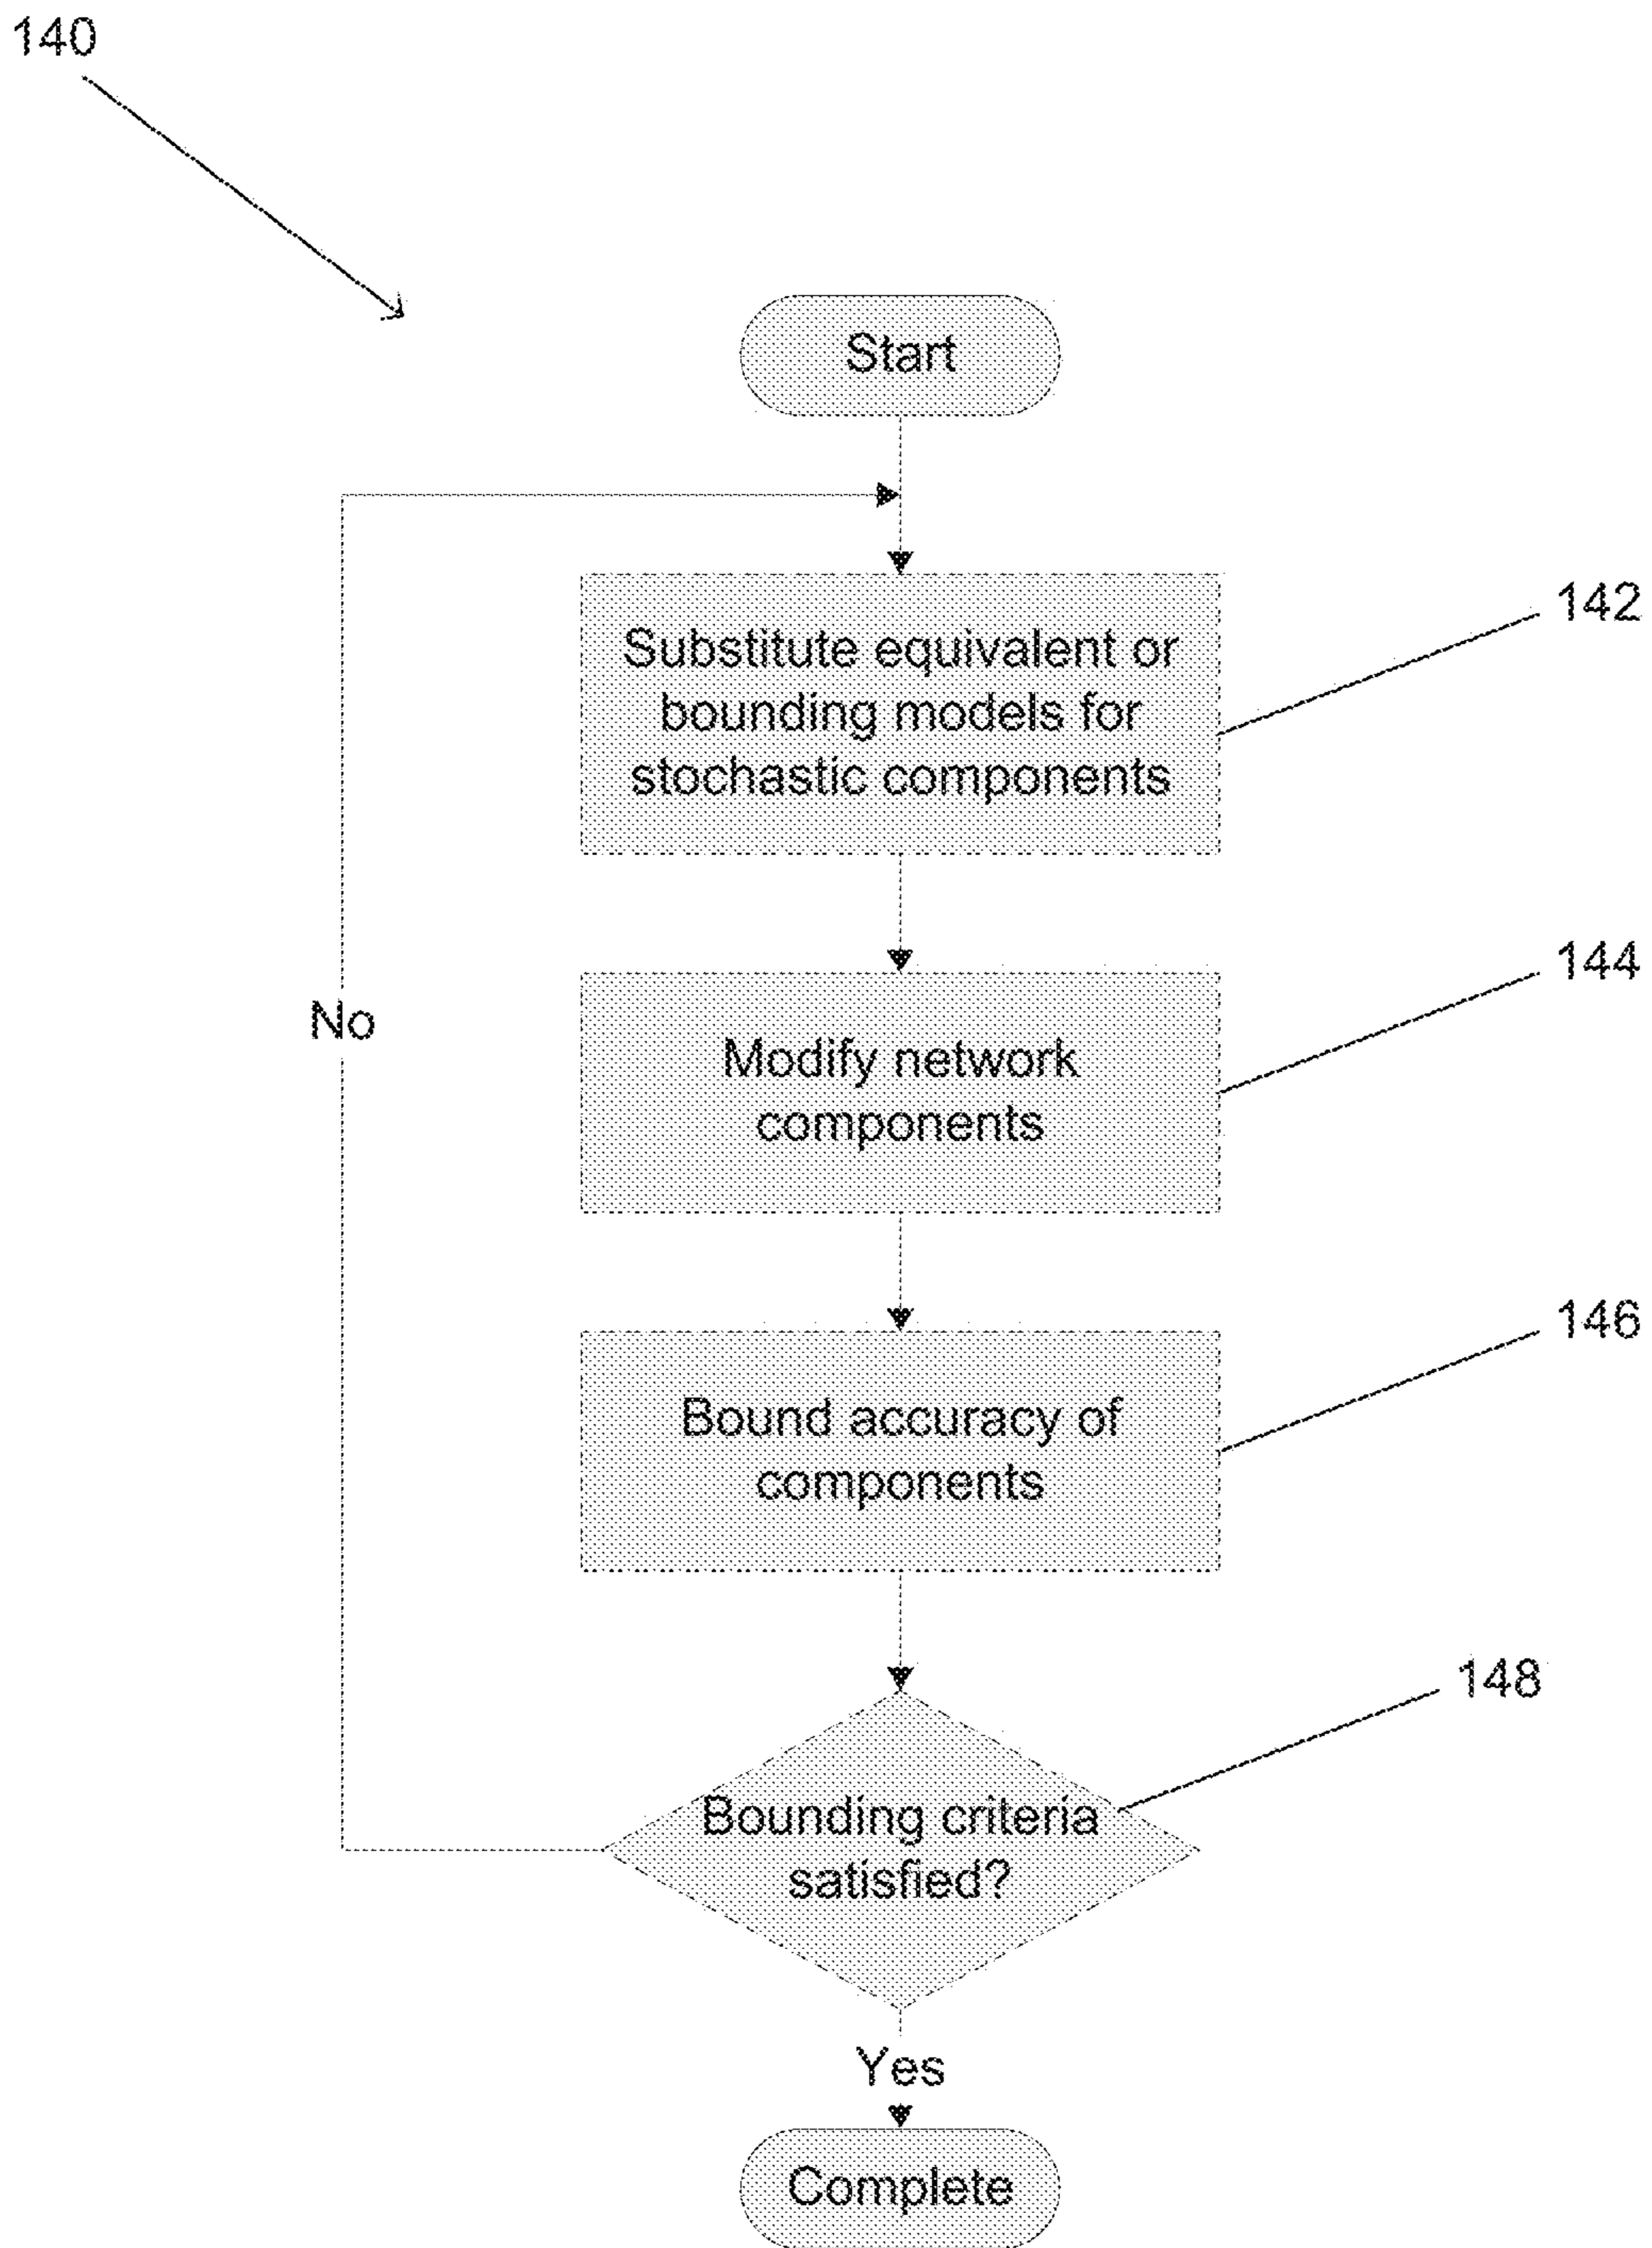 140
Start
142
Substitute equivalent or
bounding models for
stochastic components
144
Modify network
components
No
146
Bound accuracy of
components
148
Bounding criteria
satisfied?
Yes
Complete